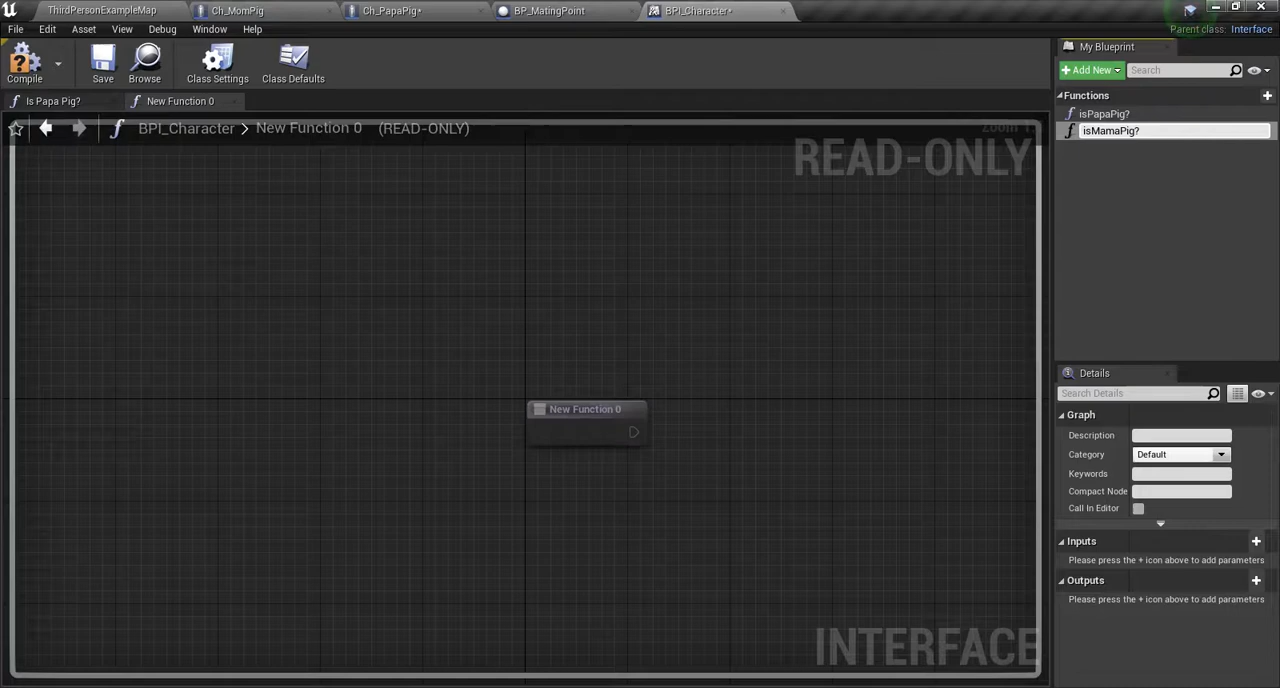 ThirdPersonExampleMap
Ch_MomPig
Ch_PapaPig*
BP_MatingPoint
BPI_Character*
File Edit Asset View Debug Window Help
Parent class: Interface
Compile
Save
Browse
Class Settings
Class Defaults
My Blueprint
+Add New
Search
Functions
isPapaPig?
isMamaPig?
Is Papa Pig?
New Function 0
BPI_Character > New Function 0 (READ-ONLY)
READ-ONLY
New Function 0
INTERFACE
Details
Search Details
Graph
Description
Category Default
Keywords
Compact Node
Call In Editor
Inputs
Please press the + icon above to add parameters
Outputs
Please press the + icon above to add parameters